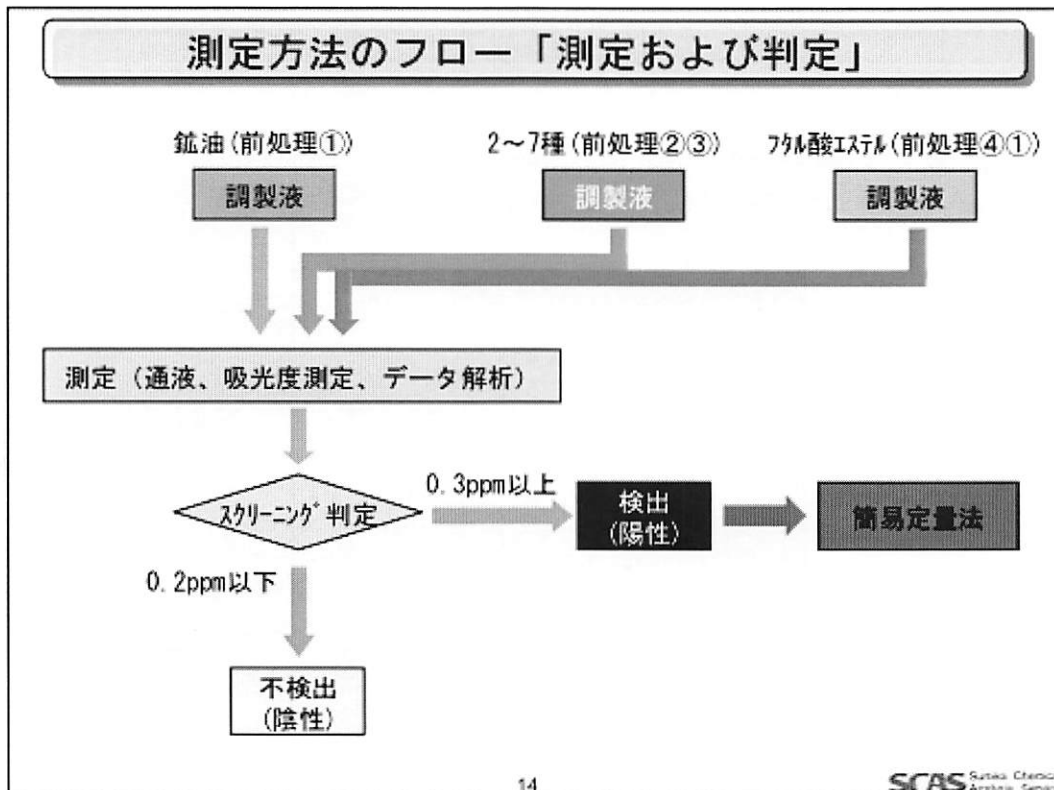 測定方法のフロー「測定および判定」
鉱油(前処理①)
2～7種(前処理②③)
フタル酸エステル(前処理④①)
調製液
調製液
調製液
測定（通液、吸光度測定、データ解析）
スクリーニング判定
0.3ppm以上
検出
(陽性)
簡易定量法
0.2ppm以下
不検出
(陰性)
14
SCAS